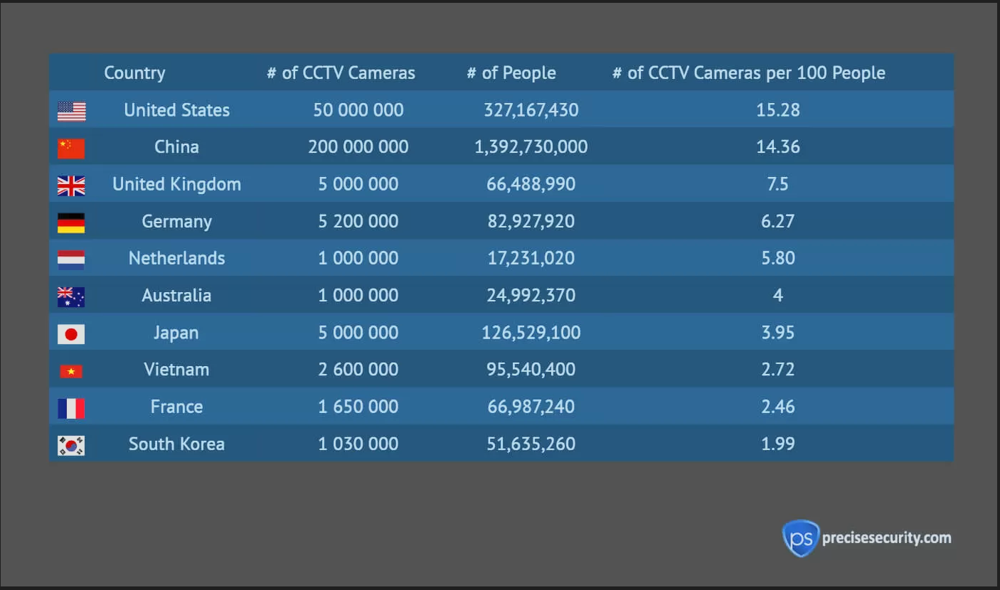 Country # of CCTV Cameras # of People # of CCTV Cameras per 100 People
United States 50 000 000 327,167,430 15.28
China 200 000 000 1,392,730,000 14.36
United Kingdom 5 000 000 66,488,990 7.5
Germany 5 200 000 82,927,920 6.27
Netherlands 1 000 000 17,231,020 5.80
Australia 1 000 000 24,992,370 4
Japan 5 000 000 126,529,100 3.95
Vietnam 2 600 000 95,540,400 2.72
France 1 650 000 66,987,240 2.46
South Korea 1 030 000 51,635,260 1.99
ps precisesecurity.com